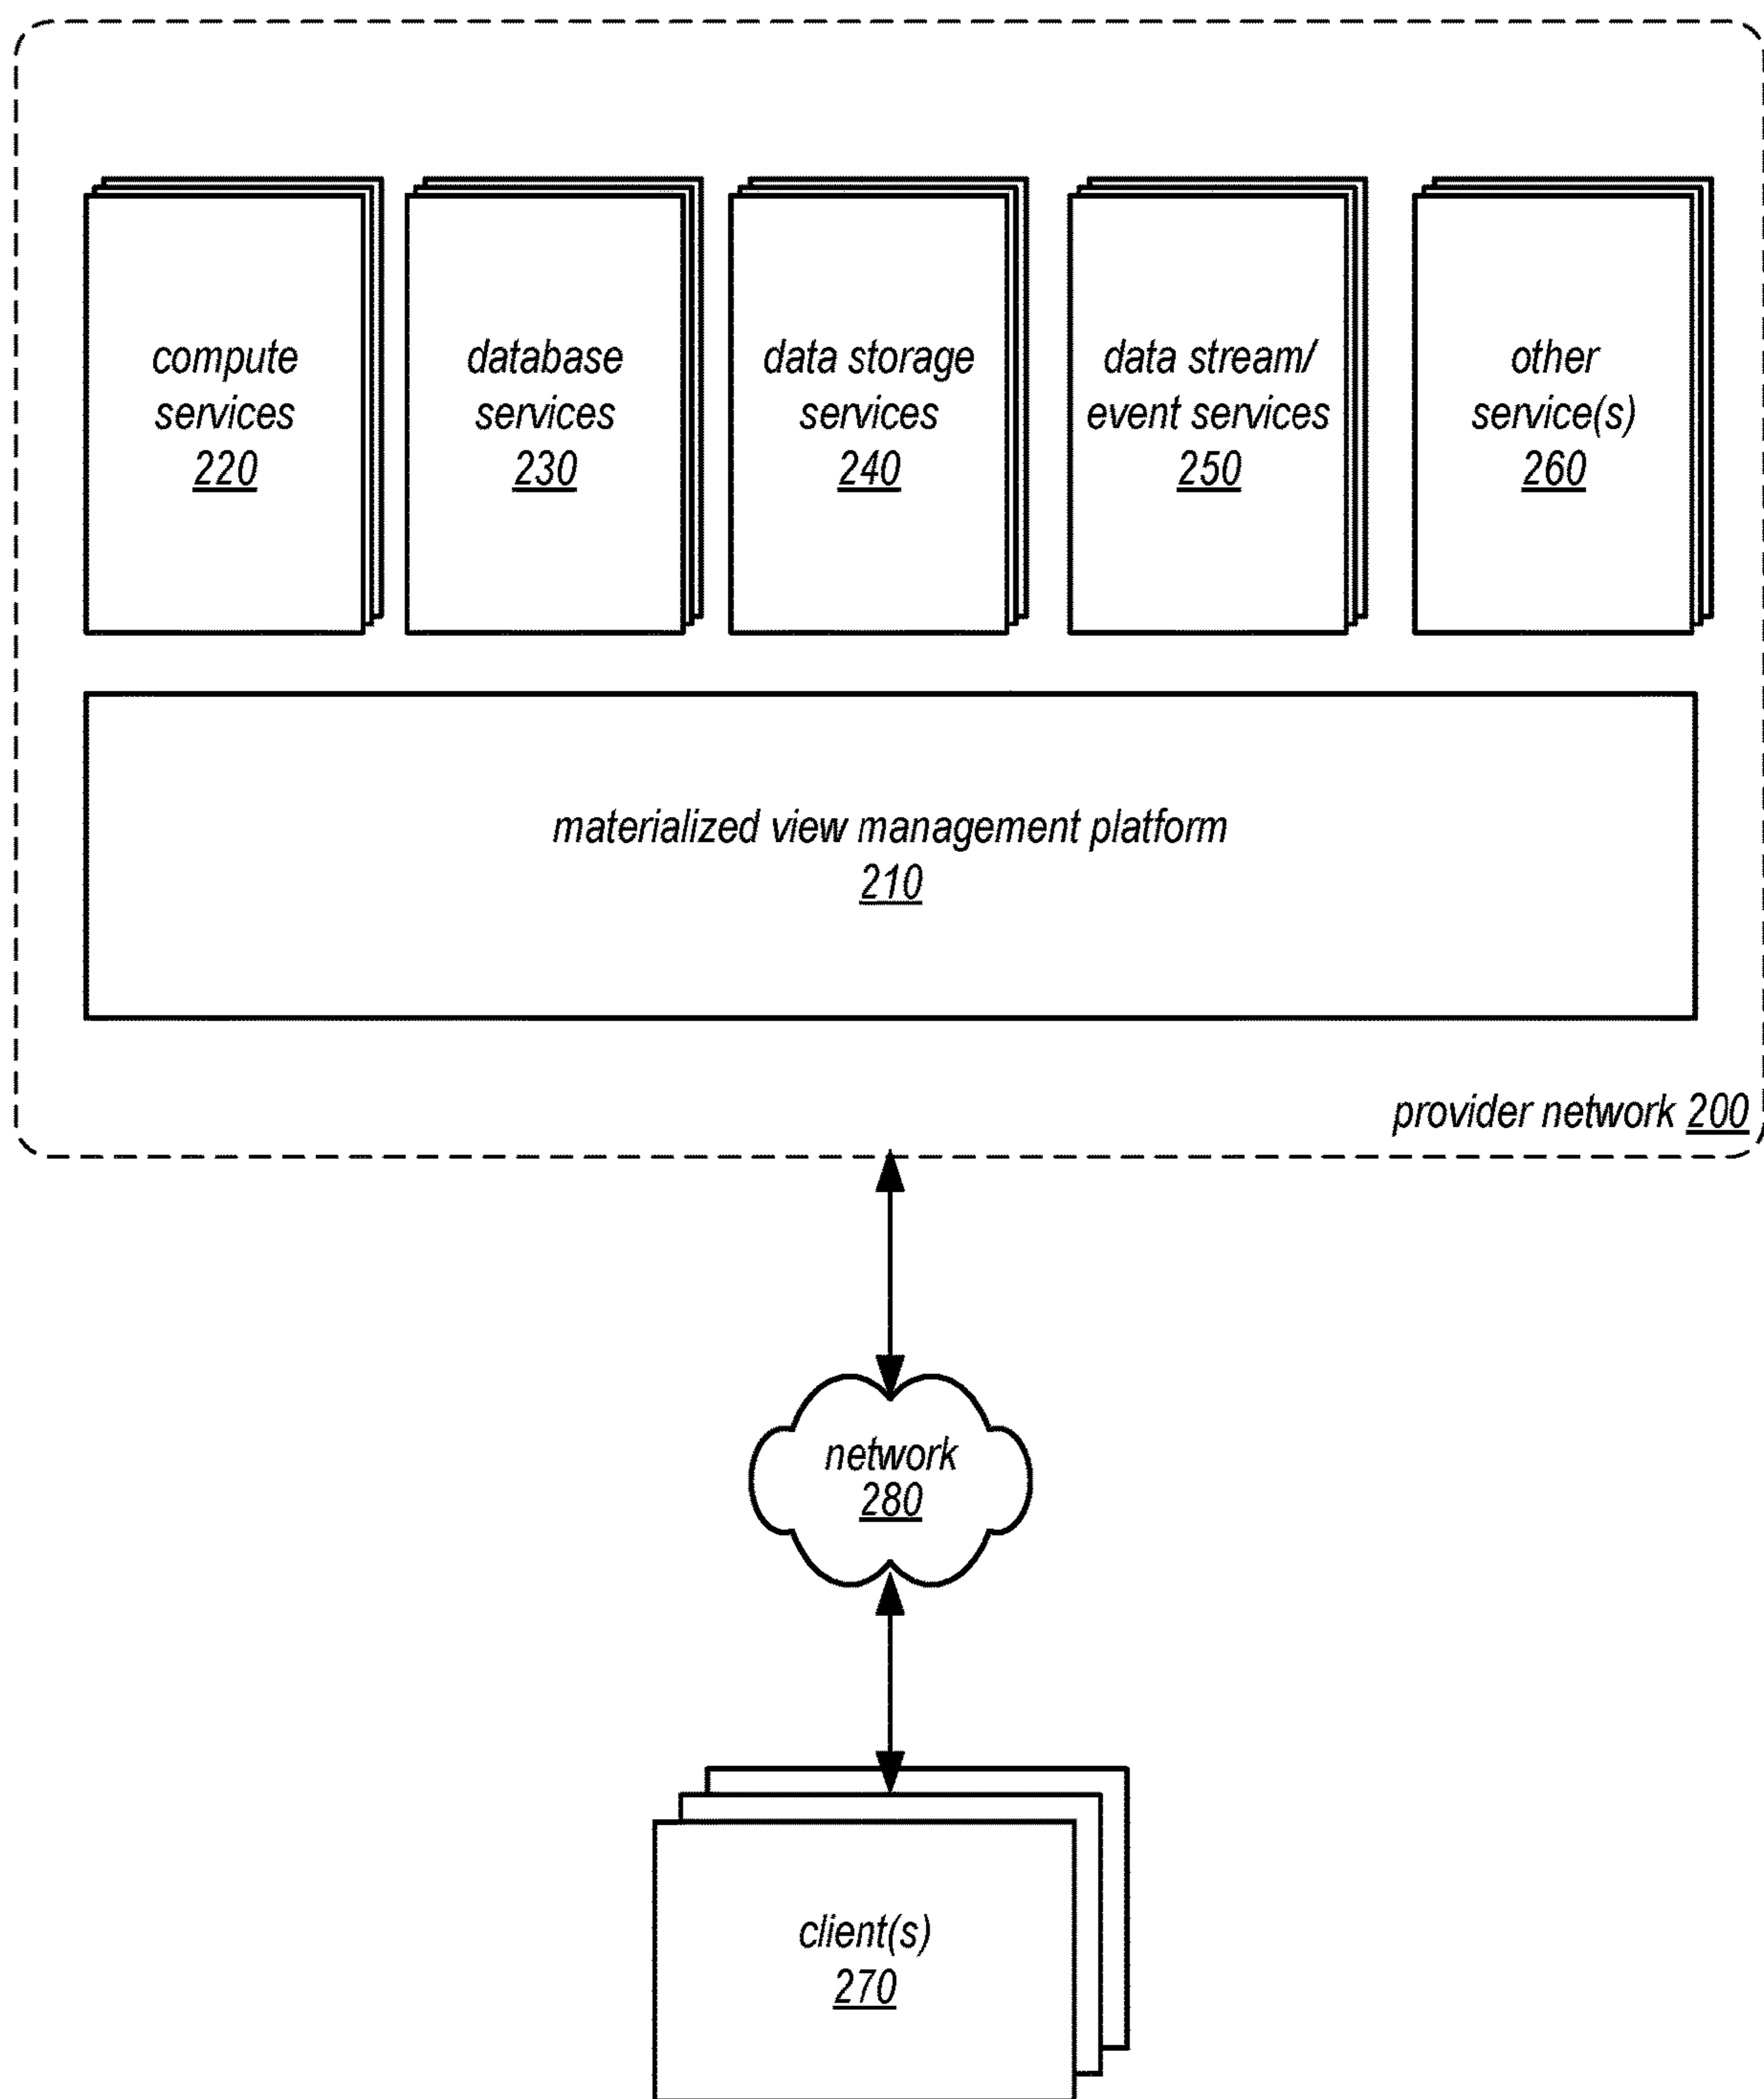 compute
services
220
database
services
230
data storage
services
240
data stream/
event services
250
other
service(s)
260
materialized view management platform
210
provider network 200
network
280
client(s)
270